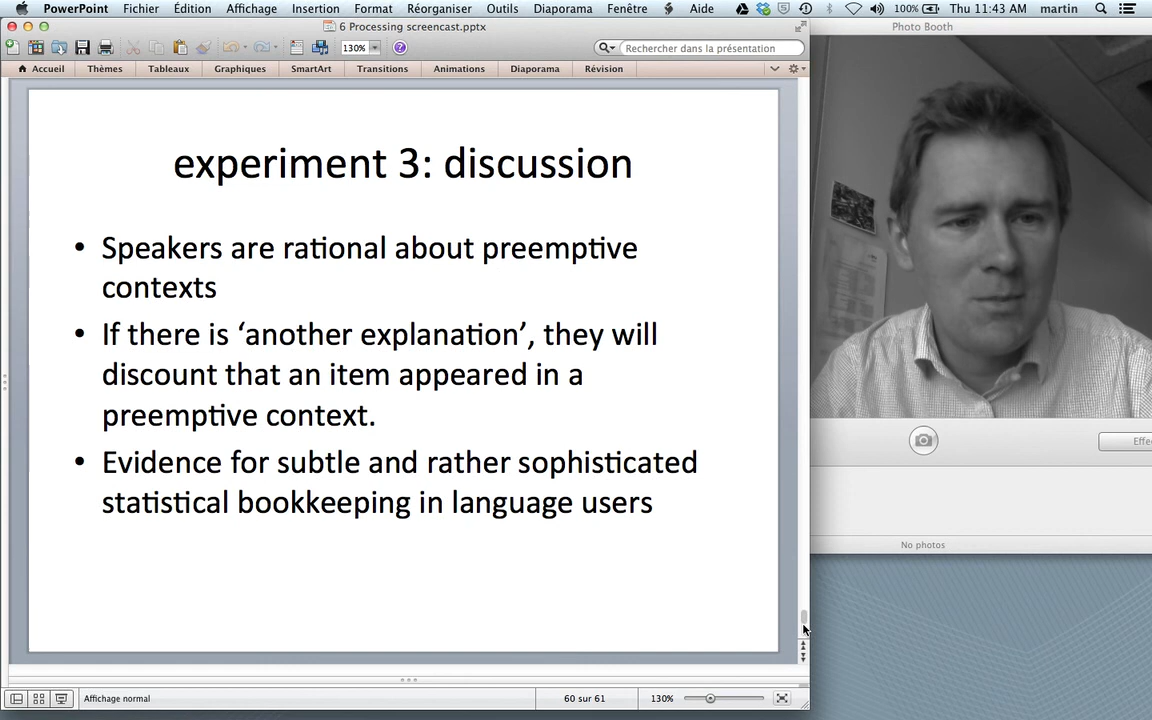 PowerPoint Fichier Édition Affichage Insertion Format Réorganiser Outils Diaporama Fenêtre Aide 100% Thu 11:43 AM martin
6 Processing screencast.pptx
Photo Booth
130% Rechercher dans la présentation
Accueil Thèmes Tableaux Graphiques SmartArt Transitions Animations Diaporama Révision
experiment 3: discussion
• Speakers are rational about preemptive
contexts
• If there is ‘another explanation’, they will
discount that an item appeared in a
preemptive context.
• Evidence for subtle and rather sophisticated
statistical bookkeeping in language users
Effe
No photos
Affichage normal 60 sur 61 130%